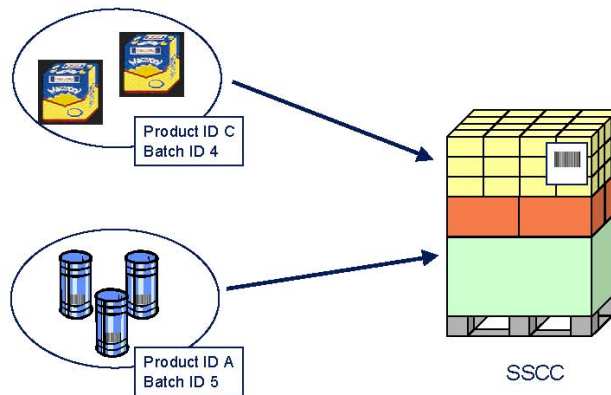 Product ID C
Batch ID 4
Product ID A
Batch ID 5
SSCC